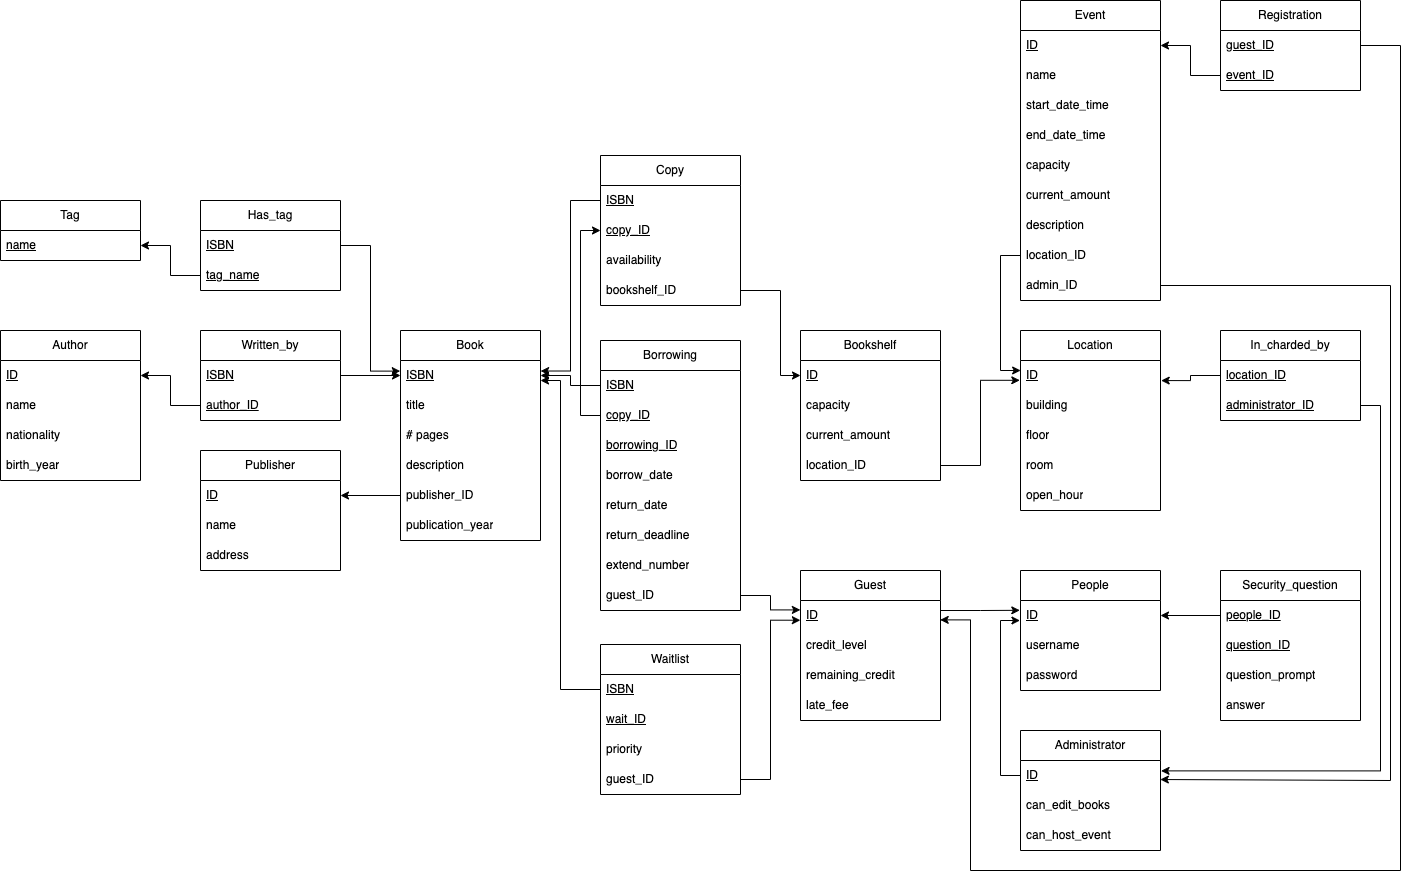 Event
ID
name
start_date_time
end_date_time
capacity
current_amount
description
location_ID
admin_ID
Registration
guest_ID
event_ID
Copy
ISBN
copy_ID
availability
bookshelf_ID
Tag
name
Has_tag
ISBN
tag_name
Author
ID
name
nationality
birth_year
Written_by
ISBN
author_ID
Book
ISBN
title
# pages
description
publisher_ID
publication_year
Borrowing
ISBN
copy_ID
borrowing_ID
borrow_date
return_date
return_deadline
extend_number
guest_ID
Bookshelf
ID
capacity
current_amount
location_ID
Location
ID
building
floor
room
open_hour
In_charded_by
location_ID
administrator_ID
Publisher
ID
name
address
Guest
ID
credit_level
remaining_credit
late_fee
People
ID
username
password
Security_question
people_ID
question_ID
question_prompt
answer
Waitlist
ISBN
wait_ID
priority
guest_ID
Administrator
ID
can_edit_books
can_host_event